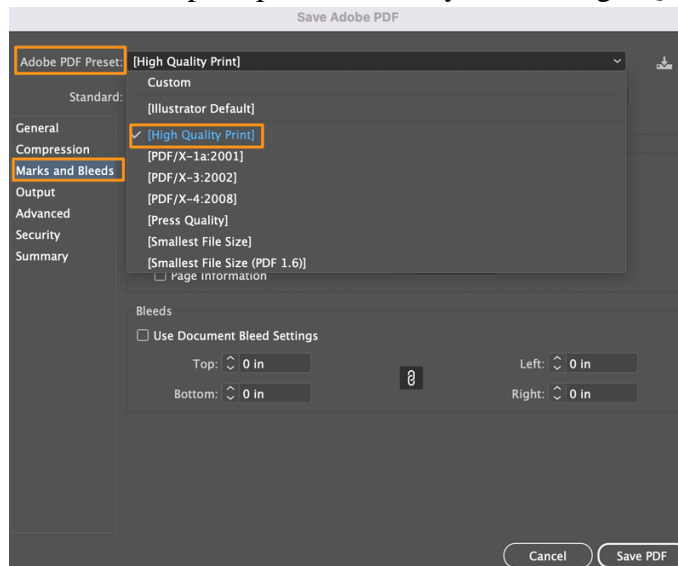 Save Adobe PDF
Adobe PDF Preset: [High Quality Print]
Custom
Standard:
[Illustrator Default]
General
[High Quality Print]
Compression
[PDF/X-1a:2001]
Marks and Bleeds
[PDF/X-3:2002]
Output
[PDF/X-4:2008]
Advanced
[Press Quality]
Security
[Smallest File Size]
Summary
[Smallest File Size (PDF 1.6)]
Page Information
Bleeds
Use Document Bleed Settings
Top: 0 in Left: 0 in
Bottom: 0 in Right: 0 in
Cancel Save PDF